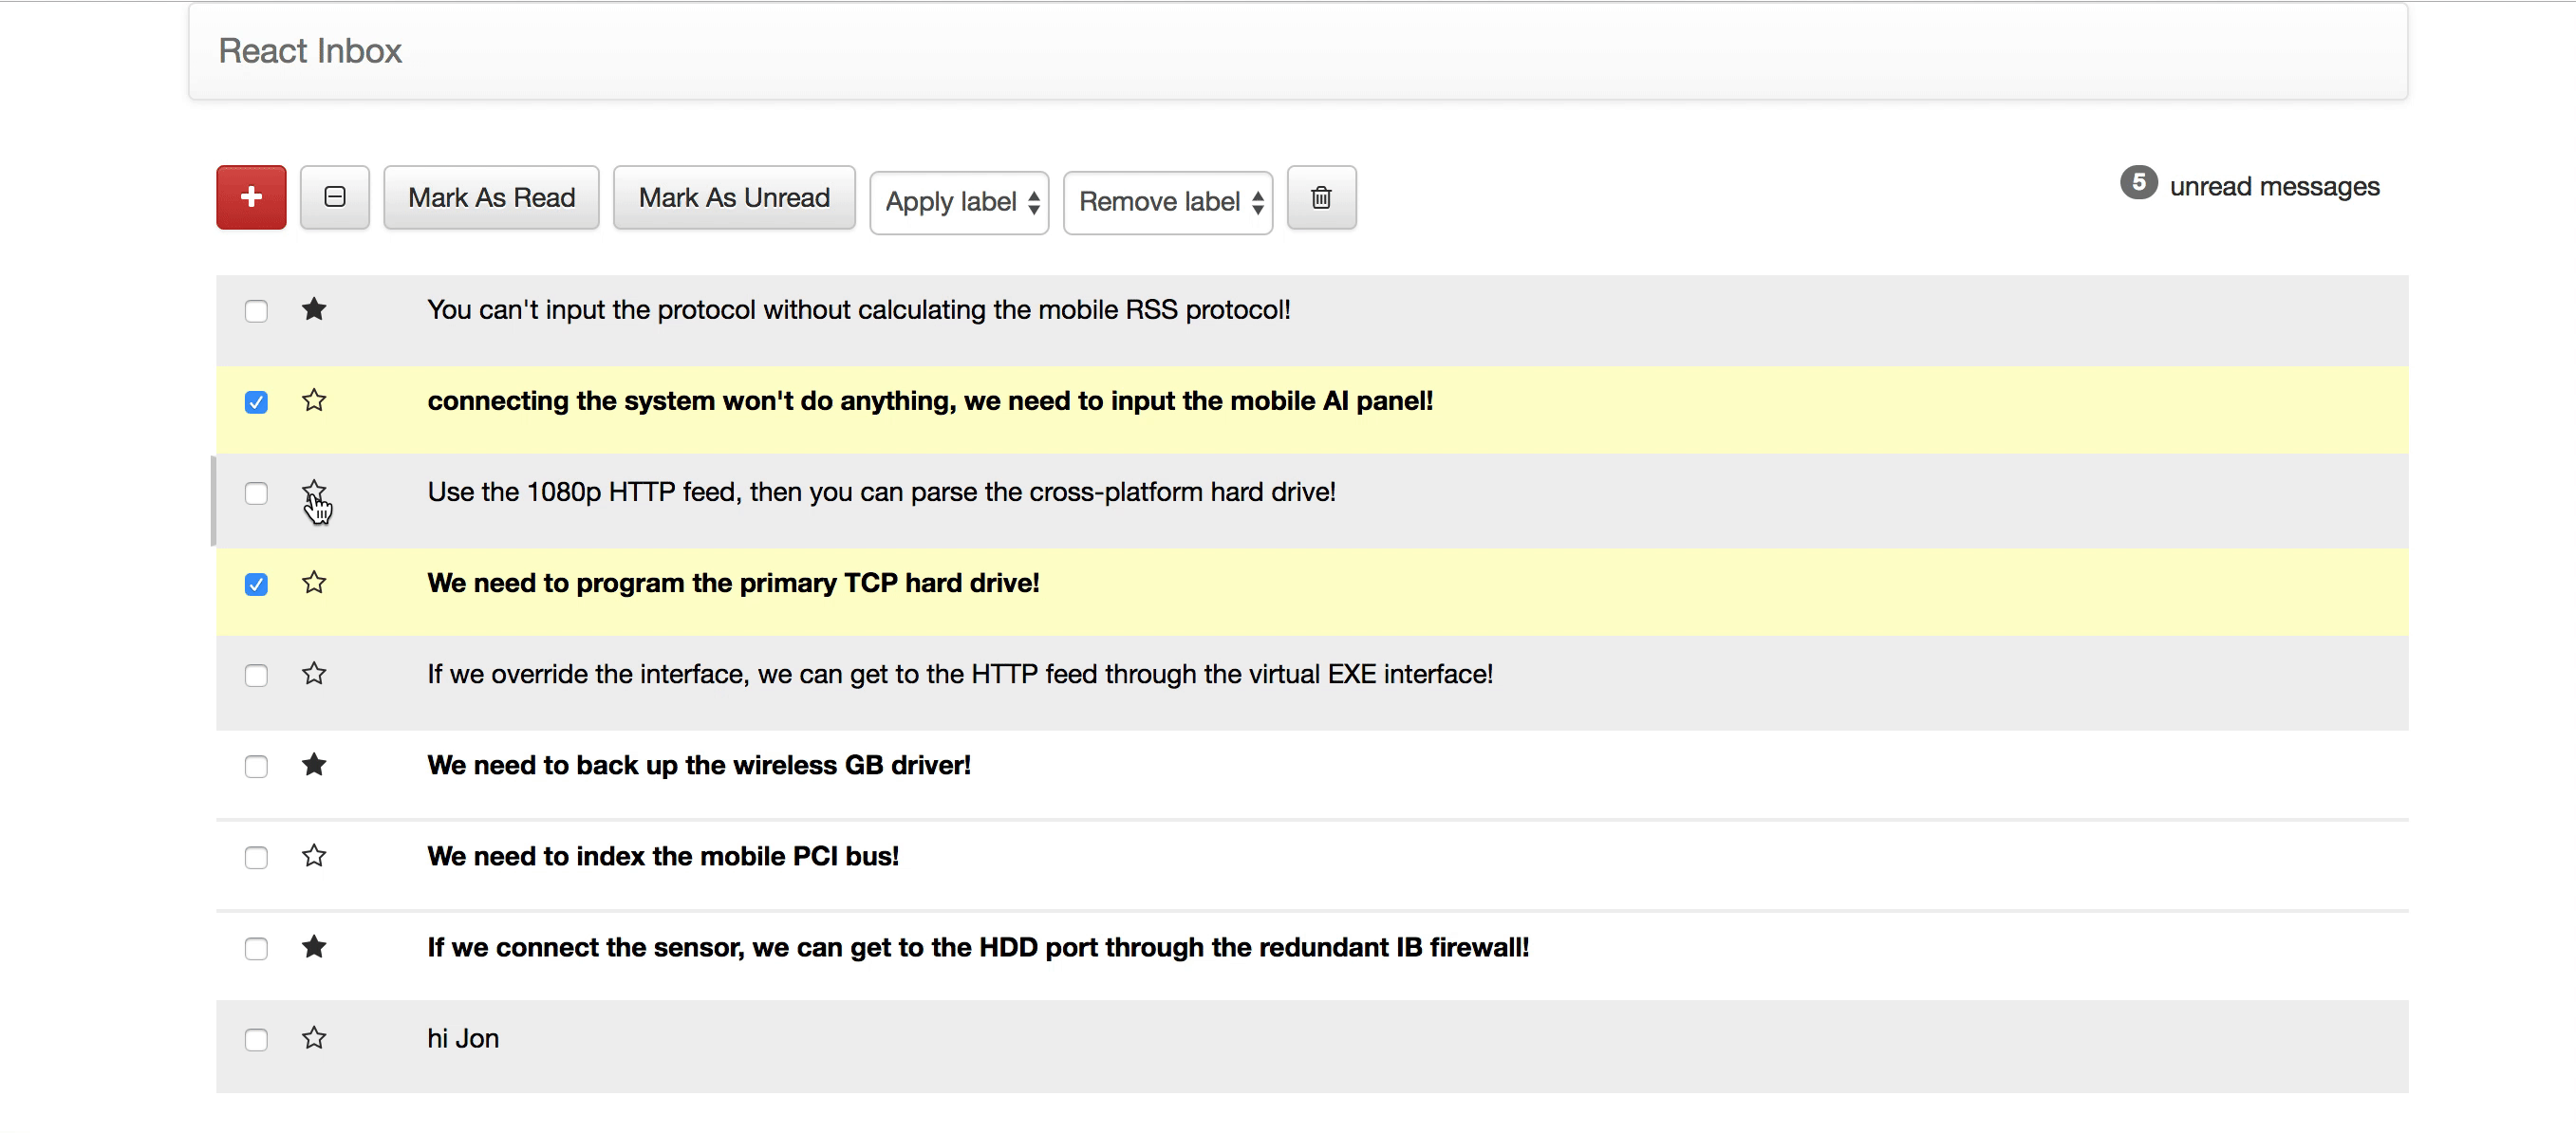 React Inbox
Mark As Read Mark As Unread Apply label Remove label 5 unread messages
You can't input the protocol without calculating the mobile RSS protocol!
connecting the system won't do anything, we need to input the mobile AI panel!
Use the 1080p HTTP feed, then you can parse the cross-platform hard drive!
We need to program the primary TCP hard drive!
If we override the interface, we can get to the HTTP feed through the virtual EXE interface!
We need to back up the wireless GB driver!
We need to index the mobile PCI bus!
If we connect the sensor, we can get to the HDD port through the redundant IB firewall!
hi Jon